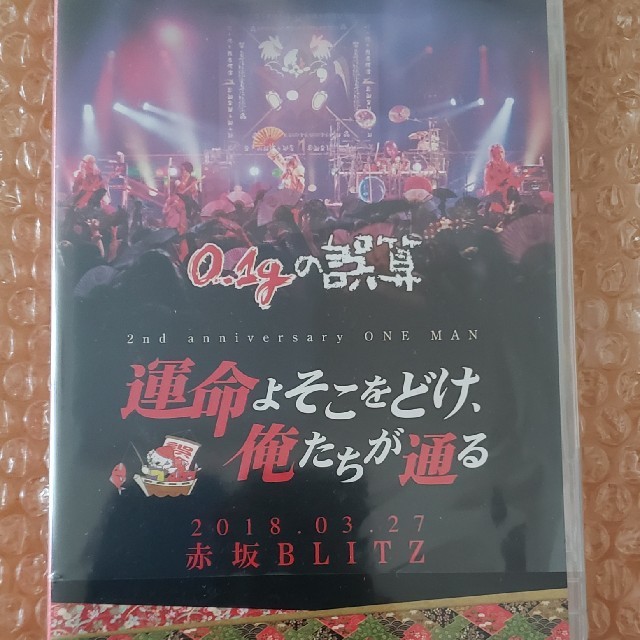 0.1gの誤算
2nd anniversary ONE MAN
運命よそこをどけ、
俺たちが通る
2018.03.27
赤坂BLITZ